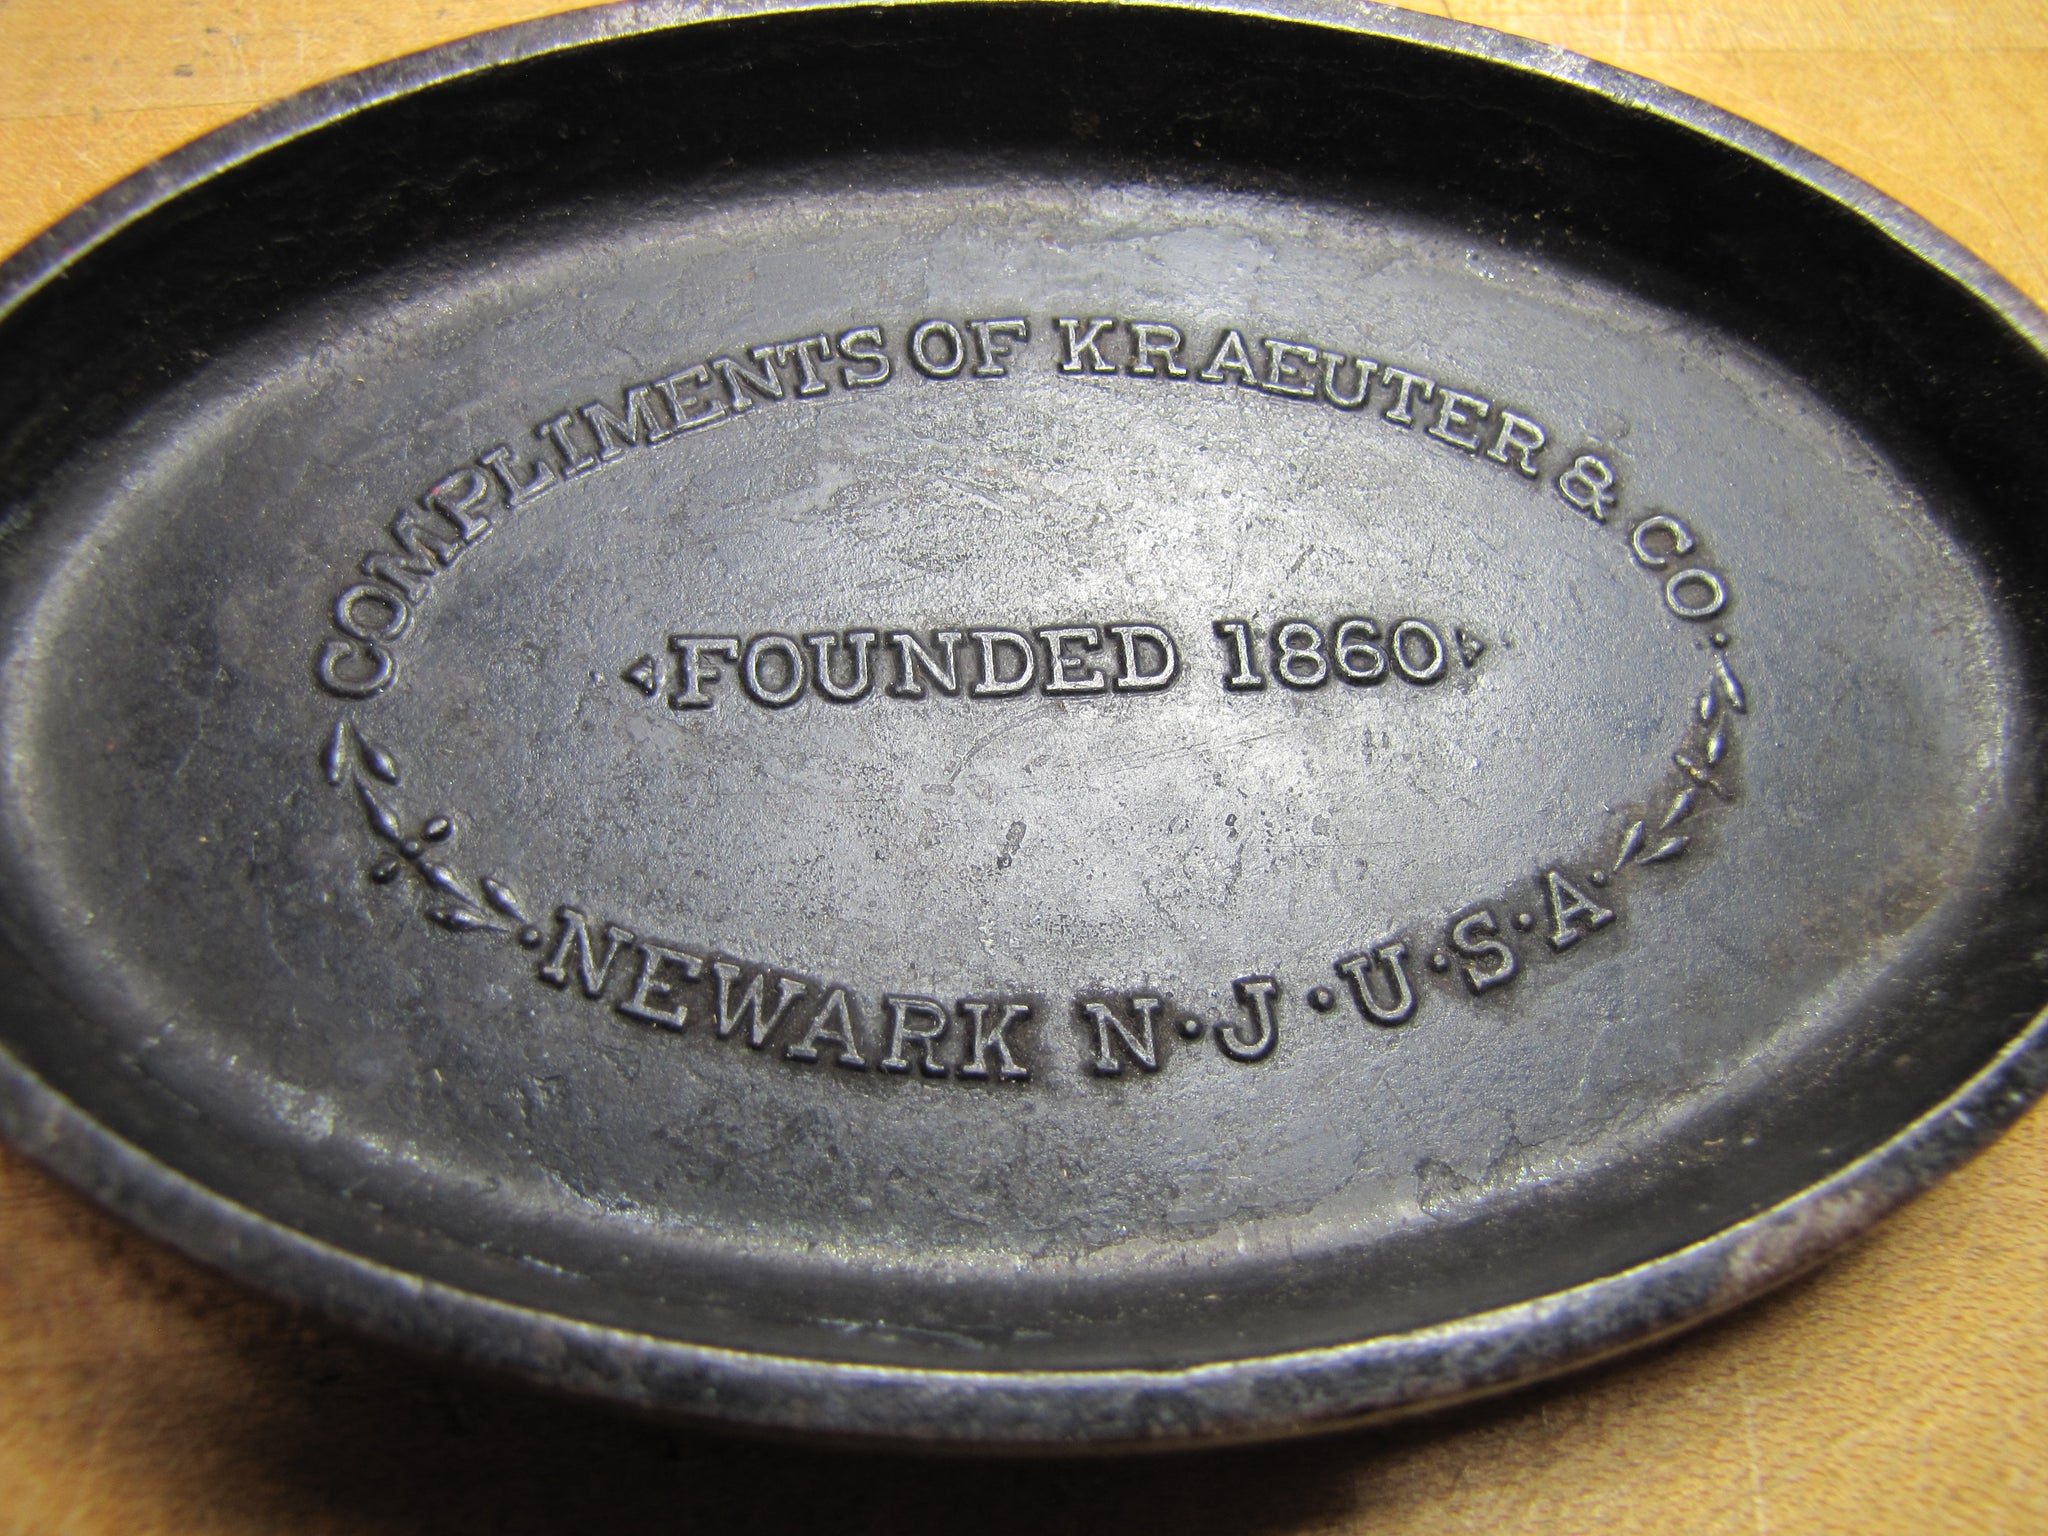 COMPLIMENTS OF KRAEUTER & CO.
FOUNDED 1860
·NEWARK N·J·U·S·A·